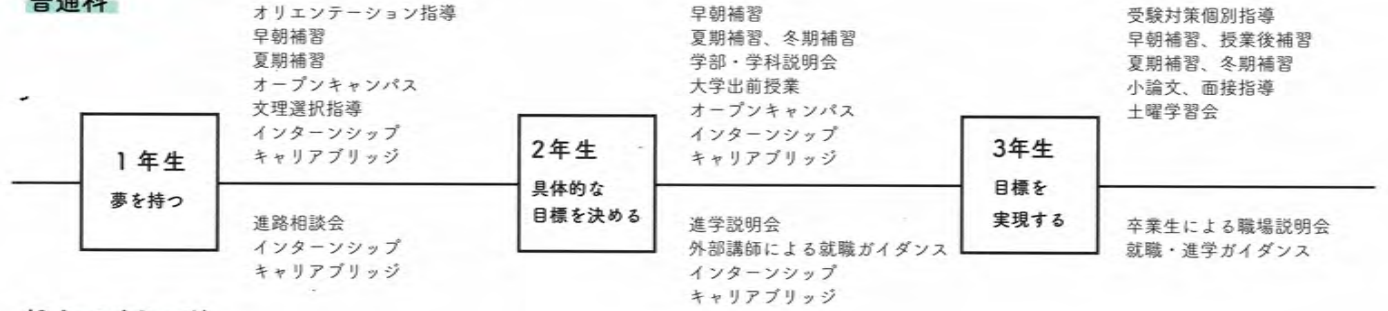 普通科
オリエンテーション指導
早朝補習
夏期補習
オープンキャンパス
文理選択指導
インターンシップ
キャリアブリッジ
1年生
夢を持つ
進路相談会
インターンシップ
キャリアブリッジ
早朝補習
夏期補習、冬期補習
学部・学科説明会
大学出前授業
オープンキャンパス
インターンシップ
キャリアブリッジ
2年生
具体的な
目標を決める
進学説明会
外部講師による就職ガイダンス
インターンシップ
キャリアブリッジ
受験対策個別指導
早朝補習、授業後補習
夏期補習、冬期補習
小論文、面接指導
土曜学習会
3年生
目標を
実現する
卒業生による職場説明会
就職・進学ガイダンス